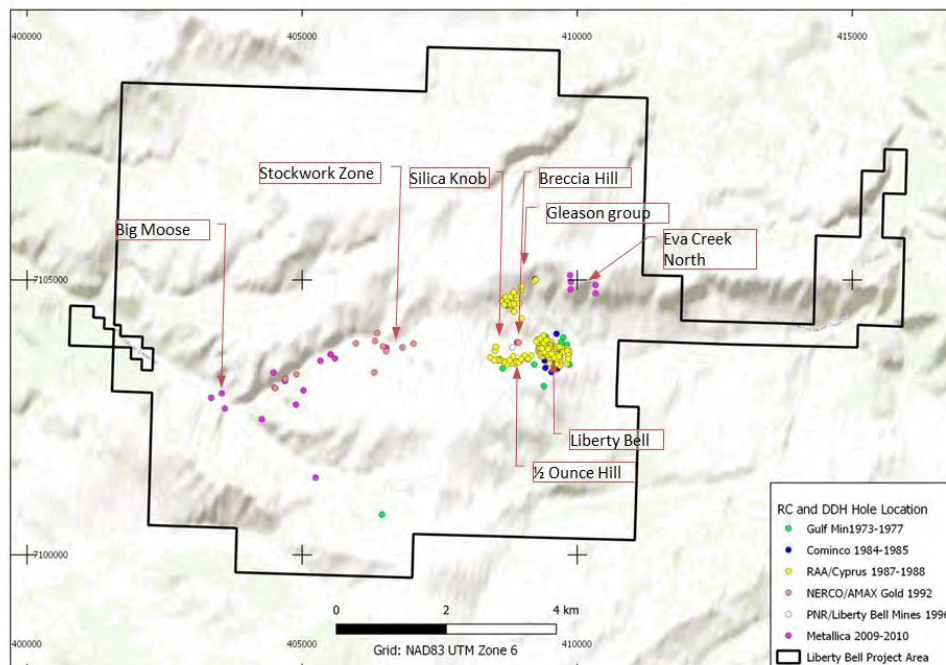 400000
405000
410000
415000
Stockwork Zone
Silica Knob
Breccia Hill
Gleason group
Big Moose
Eva Creek
North
7105000
7105000
Liberty Bell
½ Ounce Hill
7100000
7100000
0 2 4 km
Grid: NAD83 UTM Zone 6
400000
405000
410000
RC and DDH Hole Location
Gulf Min1973-1977
Cominco 1984-1985
RAA/Cyprus 1987-1988
NERCO/AMAX Gold 1992
PNR/Liberty Bell Mines 1996
Metallica 2009-2010
Liberty Bell Project Area